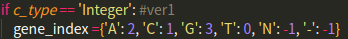 if c_type == 'Integer': #ver1
gene_index ={'A': 2, 'C': 1, 'G': 3, 'T': 0, 'N': -1, '-': -1}